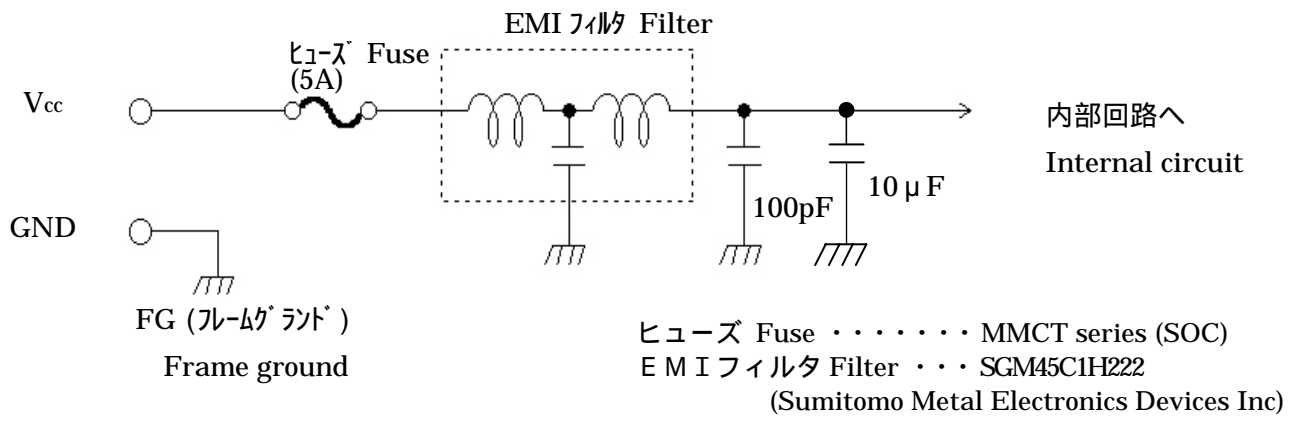 EMI ﾌｨﾙﾀ Filter
ﾋｭｰｽﾞ Fuse
(5A)
Vcc
内部回路へ
Internal circuit
10μF
100pF
GND
FG (ﾌﾚｰﾑｸﾞﾗﾝﾄﾞ)
Frame ground
ヒューズ Fuse ・・・・・・・ MMCT series (SOC)
ＥＭＩフィルタ Filter ・・・ SGM45C1H222
(Sumitomo Metal Electronics Devices Inc)